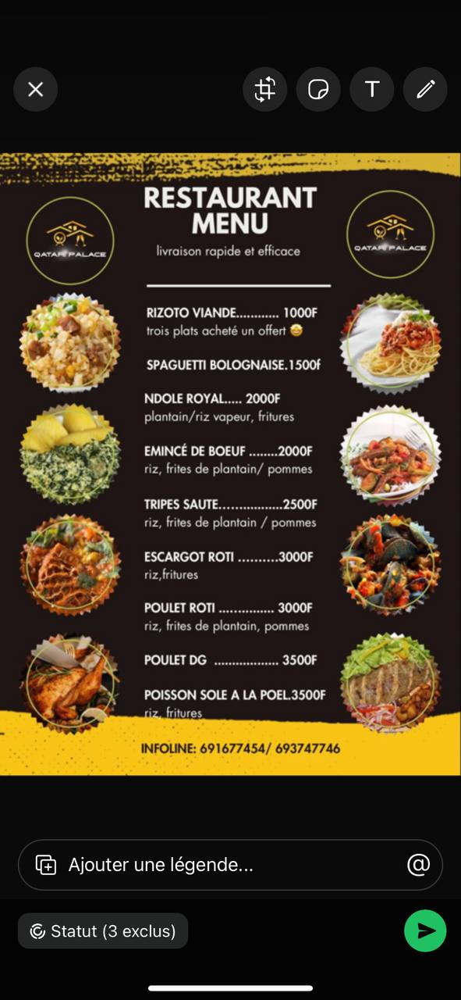 RESTAURANT
MENU
livraison rapide et efficace
QATARI PALACE
QATARI PALACE
RIZOTO VIANDE............ 1000F
trois plats acheté un offert 🤩
SPAGUETTI BOLOGNAISE.1500f
NDOLE ROYAL..... 2000F
plantain/riz vapeur, fritures
EMINCÉ DE BOEUF ........2000F
riz, frites de plantain/ pommes
TRIPES SAUTE..................2500F
riz, frites de plantain / pommes
ESCARGOT ROTI ..........3000F
riz,fritures
POULET ROTI ............... 3000F
riz, frites de plantain, pommes
POULET DG .................. 3500F
POISSON SOLE A LA POEL.3500F
riz, fritures
INFOLINE: 691677454/ 693747746
Ajouter une légende...
Statut (3 exclus)